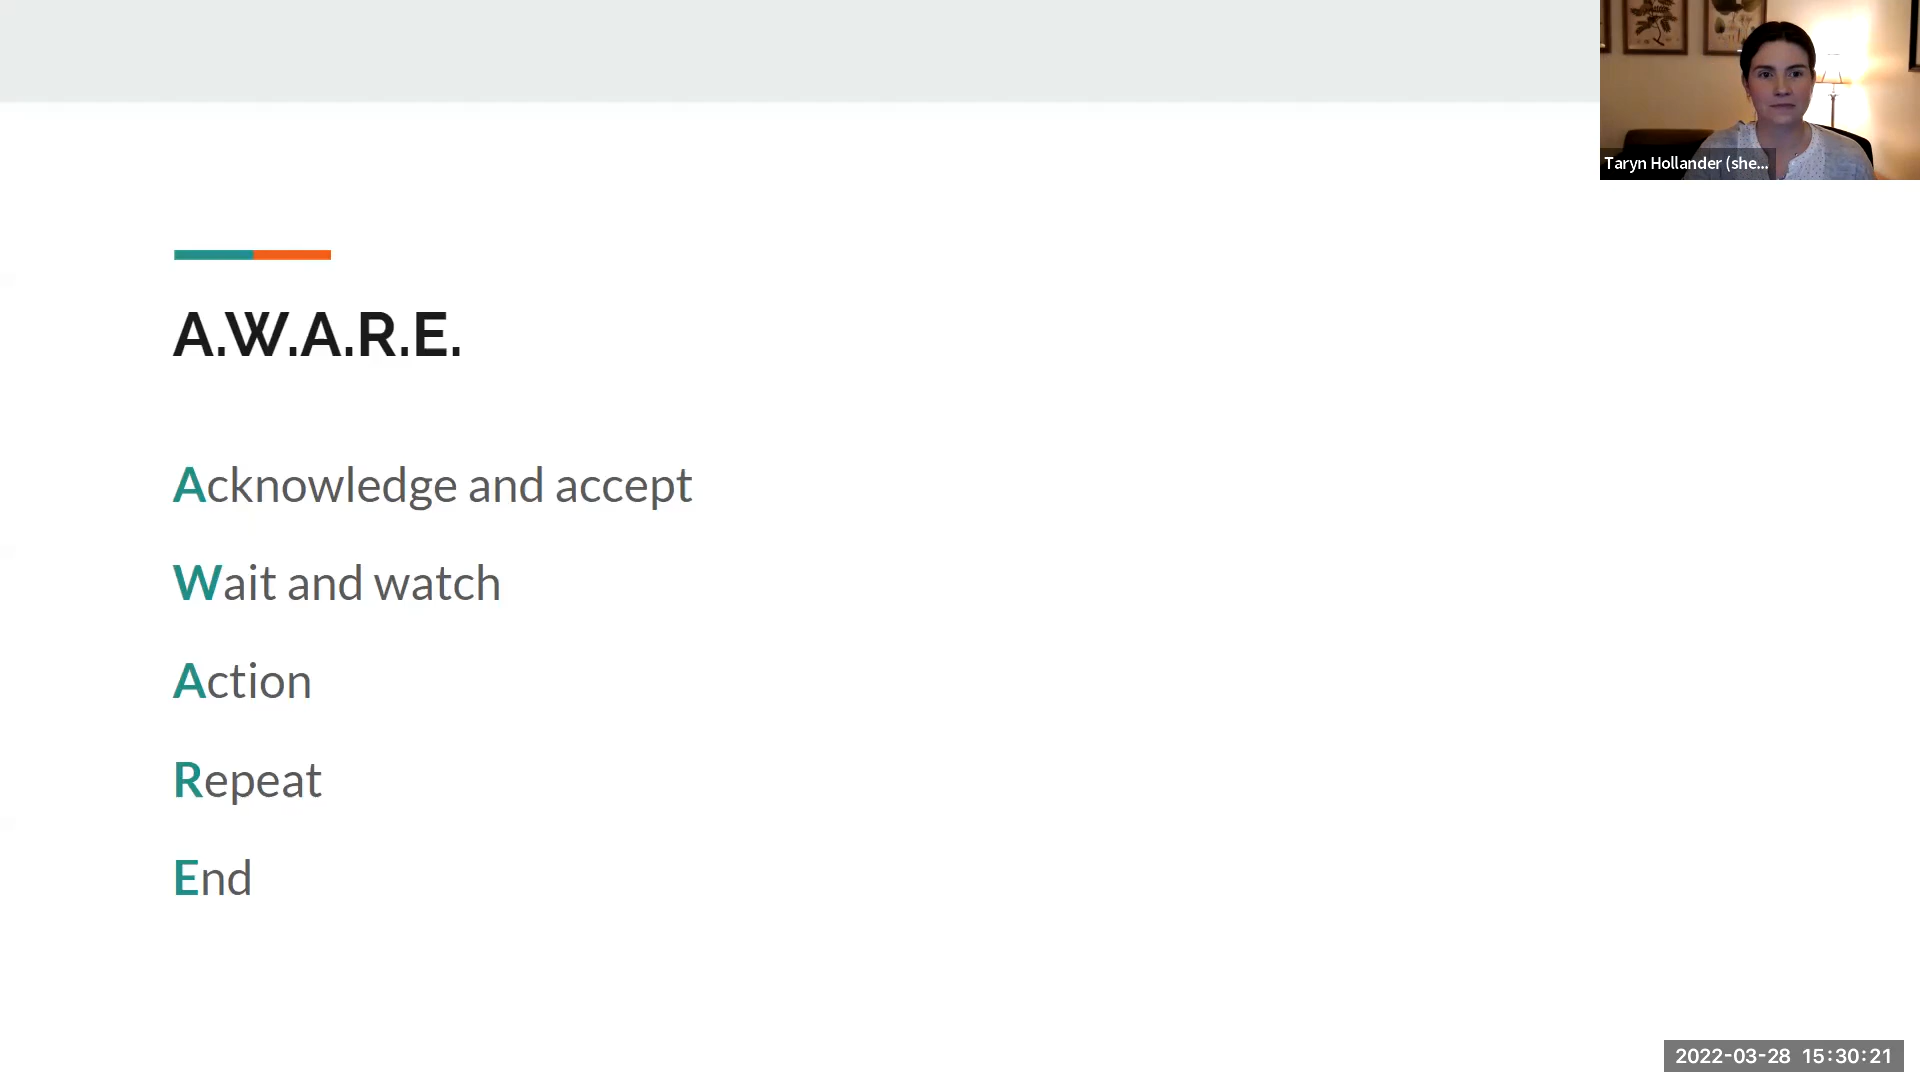 Taryn Hollander (she...
A.W.A.R.E.
Acknowledge and accept
Wait and watch
Action
Repeat
End
2022-03-28 15:30:21